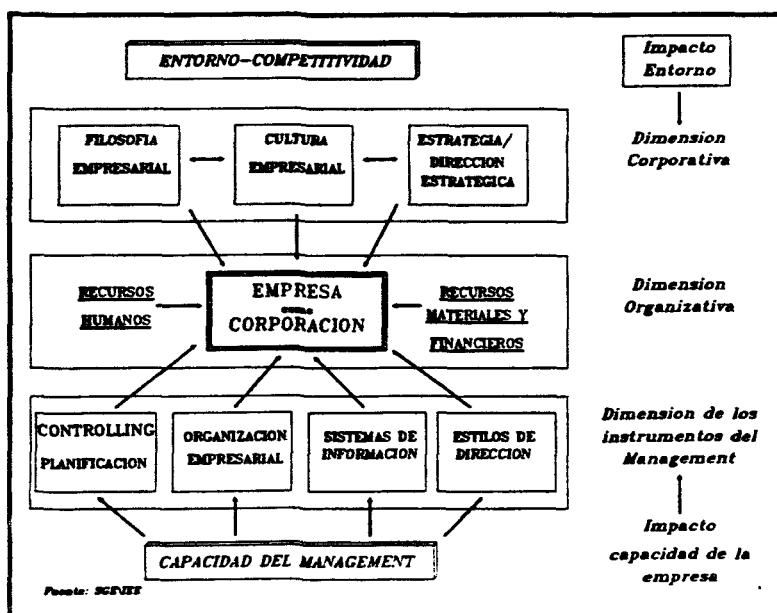 ENTORNO-COMPETITIVIDAD
Impacto
Entorno
FILOSOFIA
EMPRESARIAL
CULTURA
EMPRESARIAL
ESTRATEGIA/
DIRECCION
ESTRATEGICA
Dimension
Corporativa
RECURSOS
HUMANOS
EMPRESA
como
CORPORACION
RECURSOS
MATERIALES Y
FINANCIEROS
Dimension
Organizativa
CONTROLLING
PLANIFICACION
ORGANIZACION
EMPRESARIAL
SISTEMAS DE
INFORMACION
ESTILOS DE
DIRECCION
Dimension de los
instrumentos del
Management
CAPACIDAD DEL MANAGEMENT
Impacto
capacidad de la
empresa
Fuente: